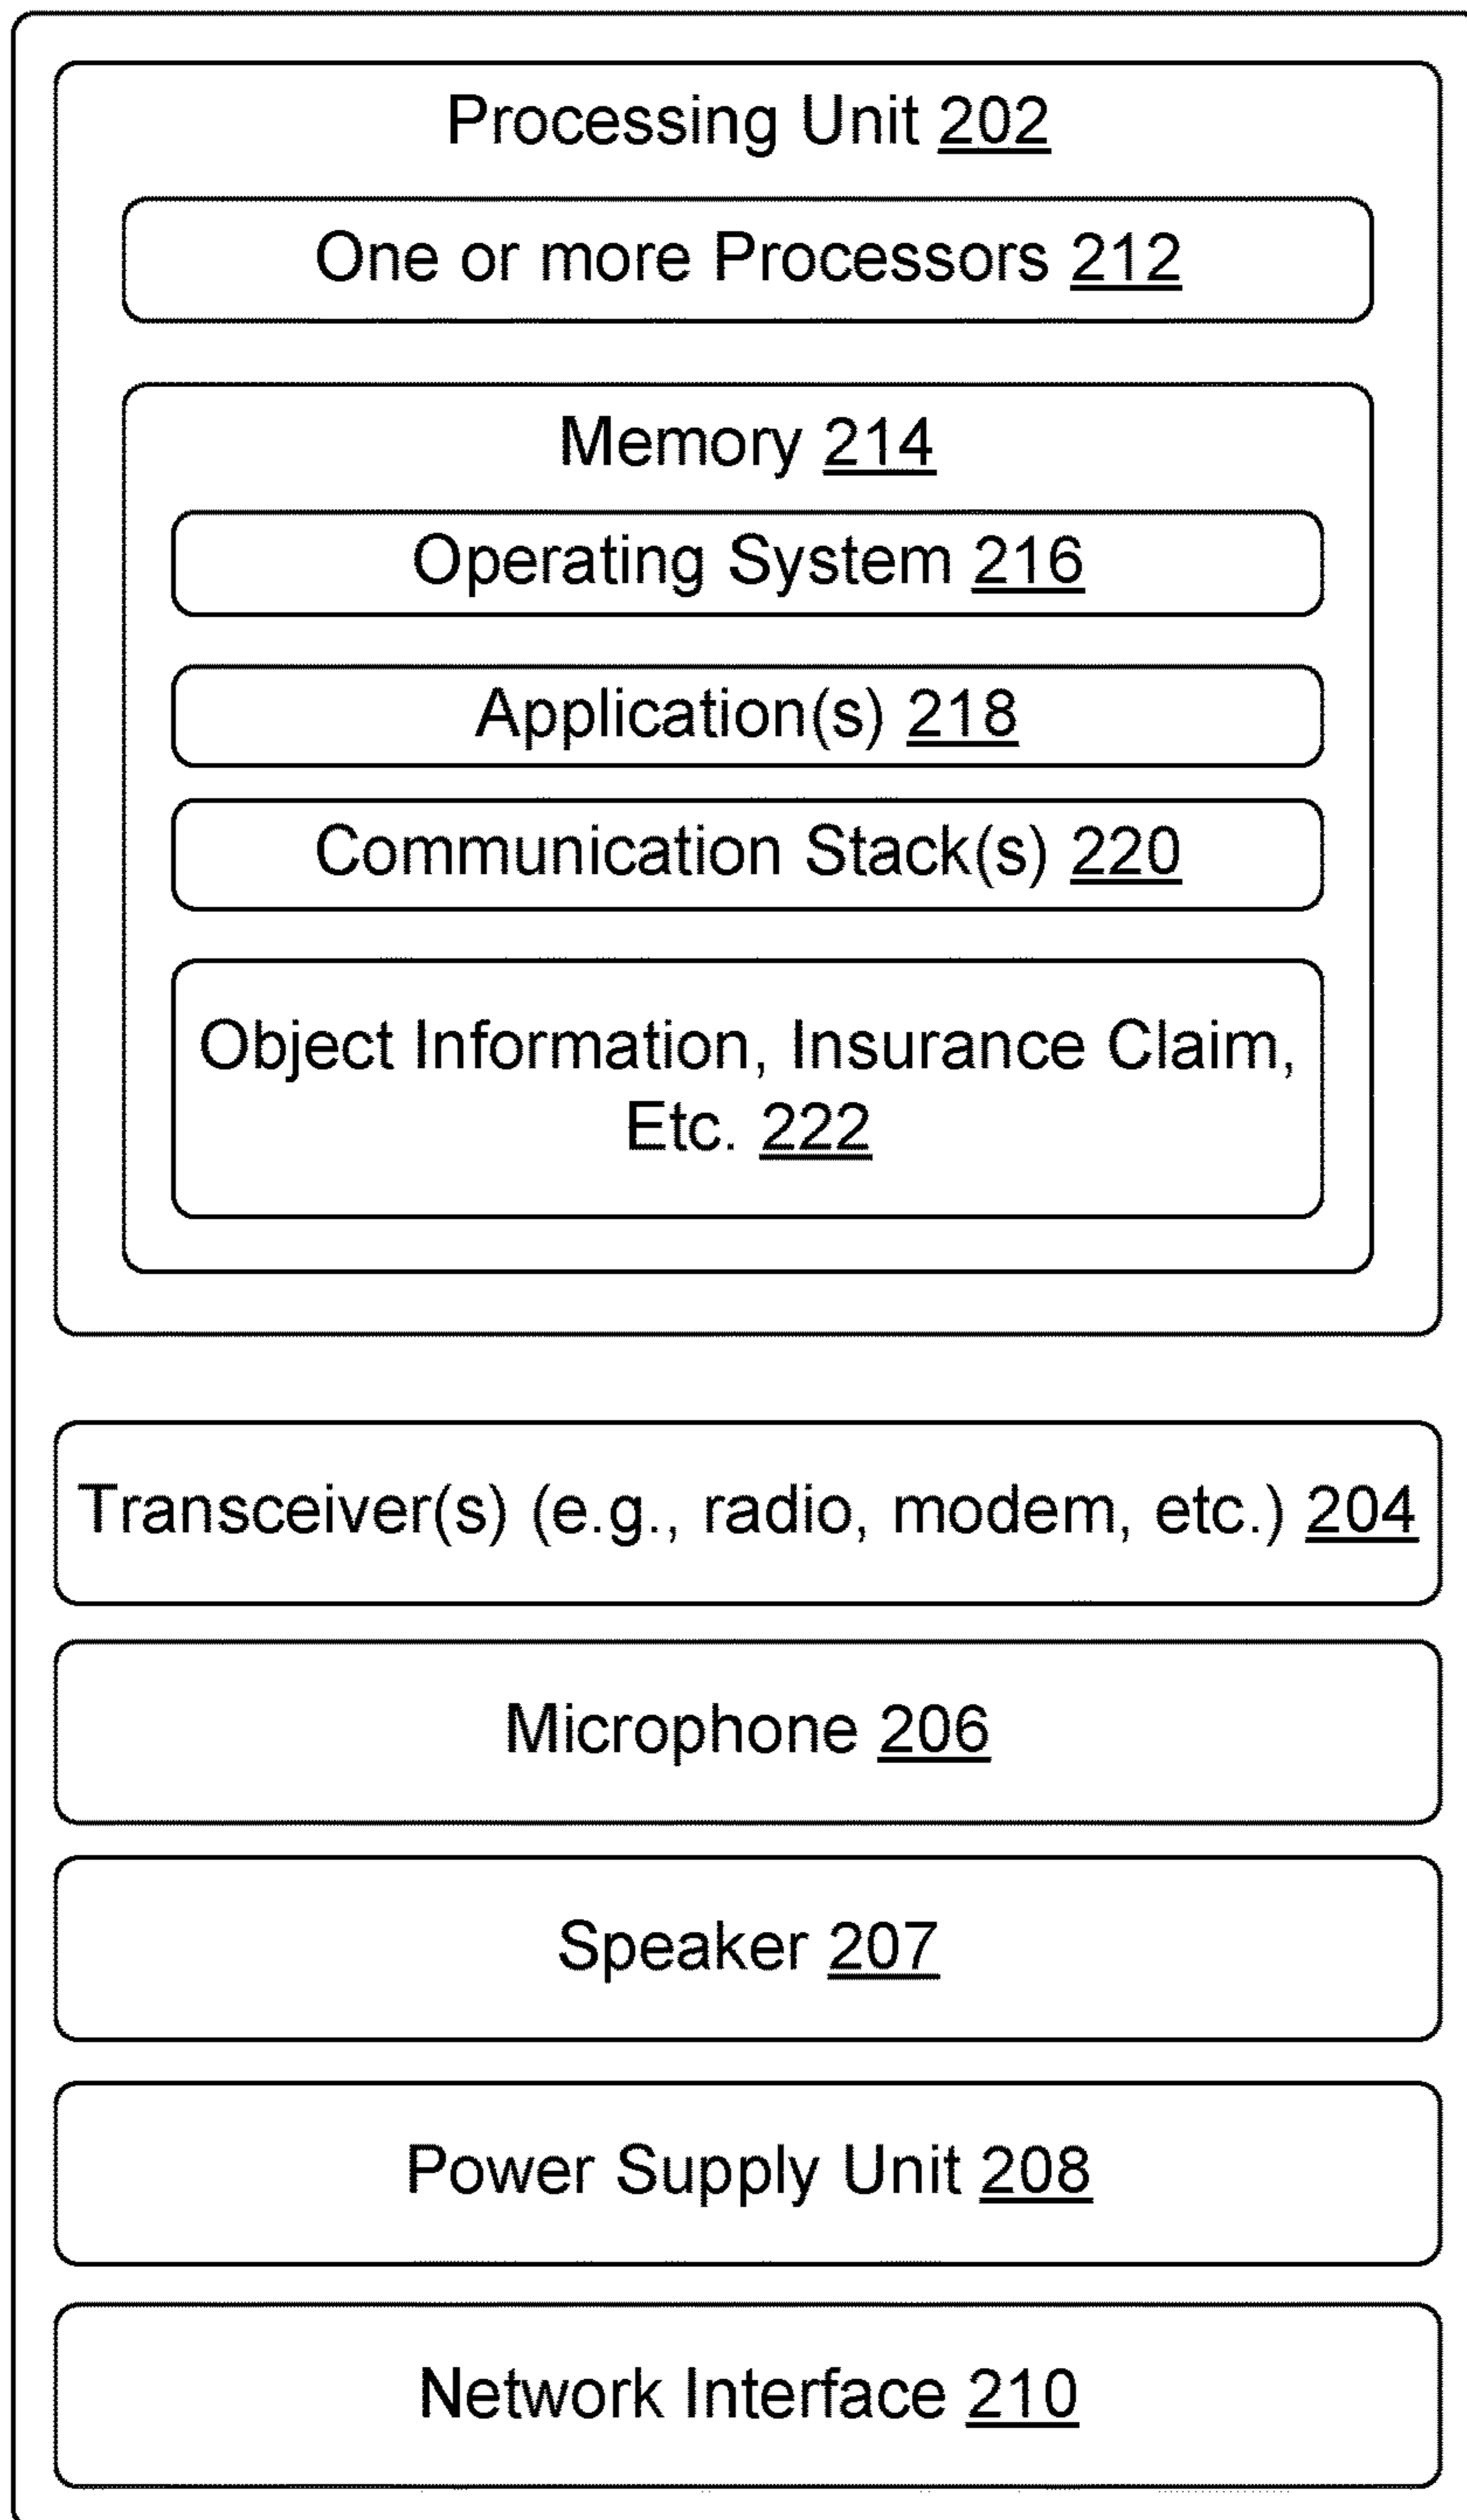 Processing Unit 202
One or more Processors 212
Memory 214
Operating System 216
Application(s) 218
Communication Stack(s) 220
Object Information, Insurance Claim,
Etc. 222
Transceiver(s) (e.g., radio, modem, etc.) 204
Microphone 206
Speaker 207
Power Supply Unit 208
Network Interface 210